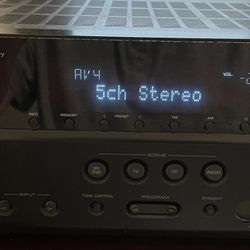 7
AV4
VOL
5ch Stereo
INFO
MEMORY
PRESET
FM
AM
SCENE
BD
DVD
TV
CD
RADIO
INPUT
TONE CONTROL
PROGRAM
STRAIGHT